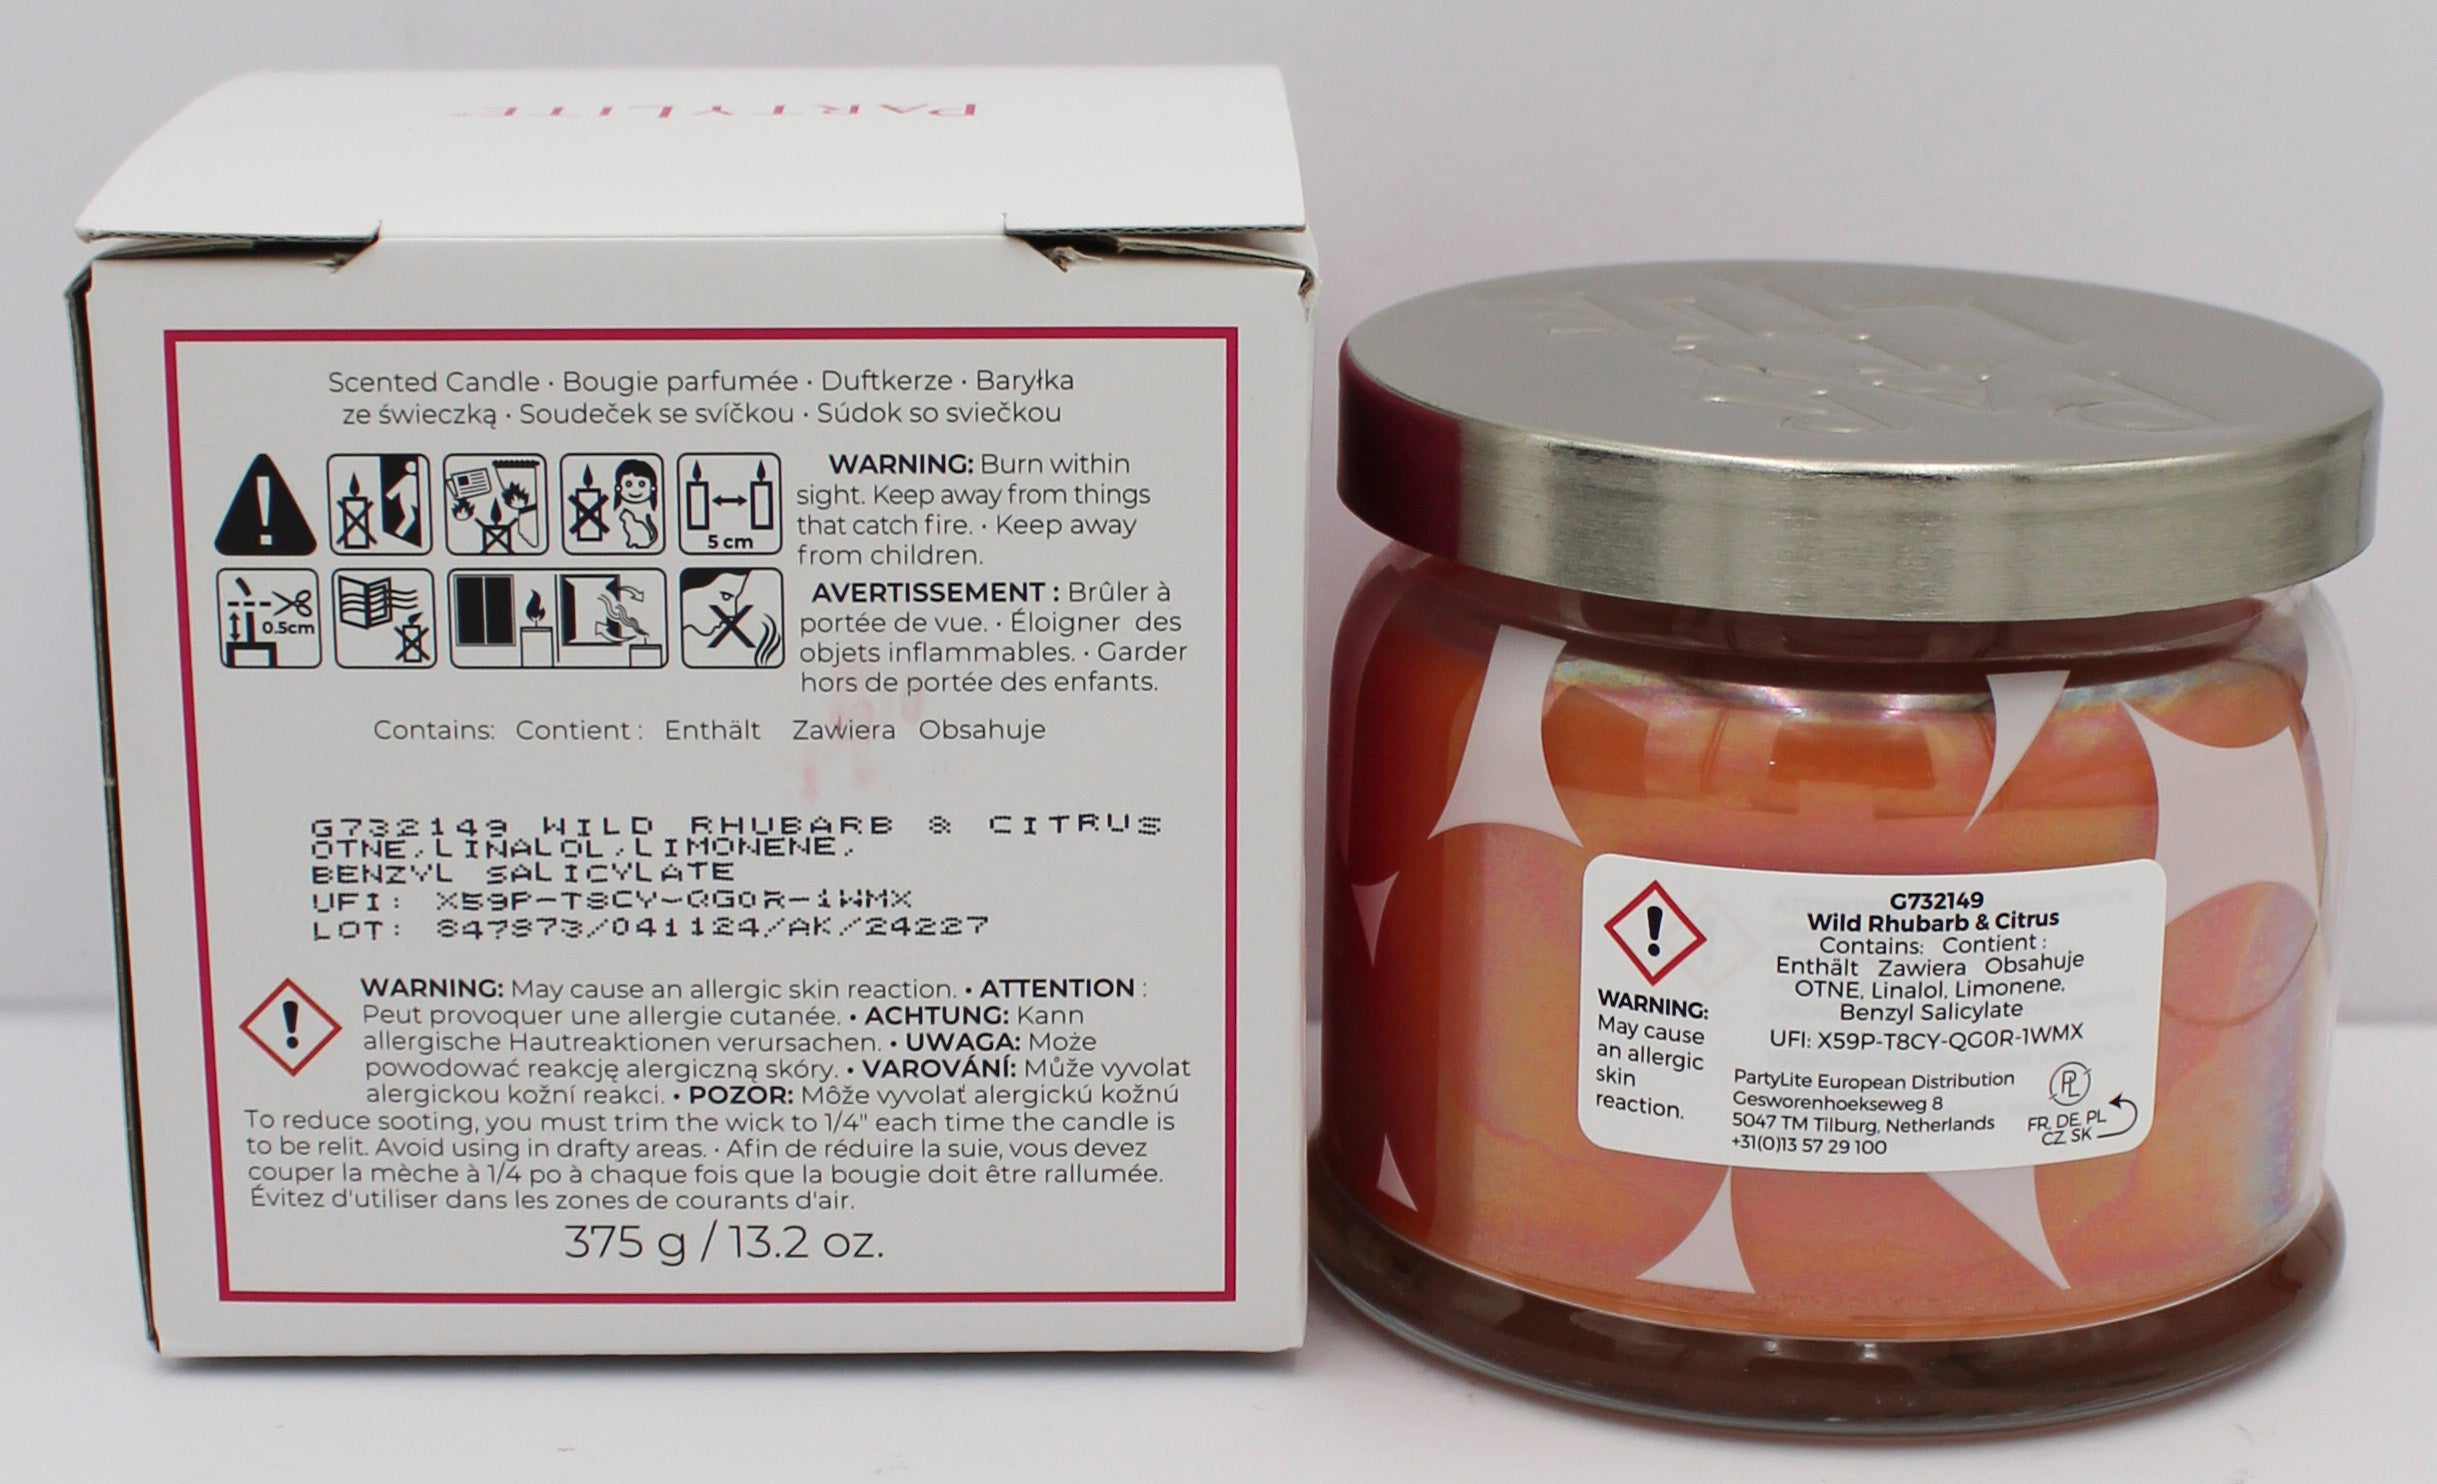 PARTYLITE®
Scented Candle · Bougie parfumée · Duftkerze · Baryłka
ze świeczką · Soudeček se svíčkou · Súdok so sviečkou
5 cm
0.5cm
WARNING: Burn within
sight. Keep away from things
that catch fire. · Keep away
from children.
AVERTISSEMENT : Brûler à
portée de vue. · Éloigner des
objets inflammables. · Garder
hors de portée des enfants.
Contains: Contient : Enthält Zawiera Obsahuje
G732149 WILD RHUBARB & CITRUS
OTNE,LINALOL,LIMONENE,
BENZYL SALICYLATE
UFI: X59P-T8CY-QG0R-1WMX
LOT: 847873/041124/AK/24227
WARNING: May cause an allergic skin reaction. • ATTENTION :
Peut provoquer une allergie cutanée. • ACHTUNG: Kann
allergische Hautreaktionen verursachen. • UWAGA: Może
powodować reakcję alergiczną skóry. • VAROVÁNÍ: Může vyvolat
alergickou kožní reakci. • POZOR: Môže vyvolať alergickú kožnú
To reduce sooting, you must trim the wick to 1/4" each time the candle is
to be relit. Avoid using in drafty areas. · Afin de réduire la suie, vous devez
couper la mèche à 1/4 po à chaque fois que la bougie doit être rallumée.
Évitez d'utiliser dans les zones de courants d'air.
375 g / 13.2 oz.
G732149
Wild Rhubarb & Citrus
Contains: Contient :
Enthält Zawiera Obsahuje
OTNE, Linalol, Limonene,
Benzyl Salicylate
UFI: X59P-T8CY-QG0R-1WMX
WARNING:
May cause
an allergic
skin
reaction.
PartyLite European Distribution
Gesworenhoekseweg 8
5047 TM Tilburg, Netherlands
+31(0)13 57 29 100
PL
FR, DE, PL
CZ, SK